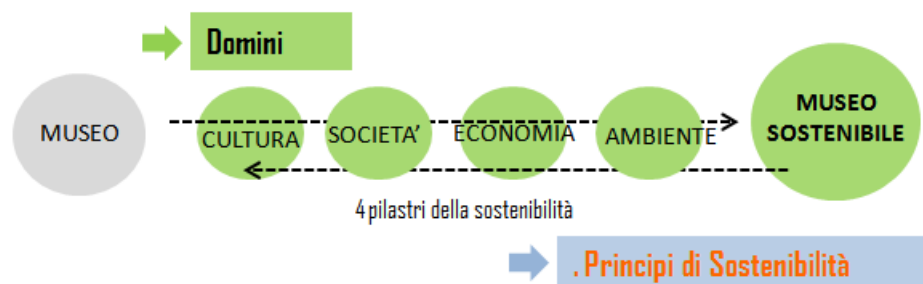 Domini
MUSEO
CULTURA
SOCIETA’
ECONOMIA
AMBIENTE
MUSEO
SOSTENIBILE
4 pilastri della sostenibilità
. Principi di Sostenibilità